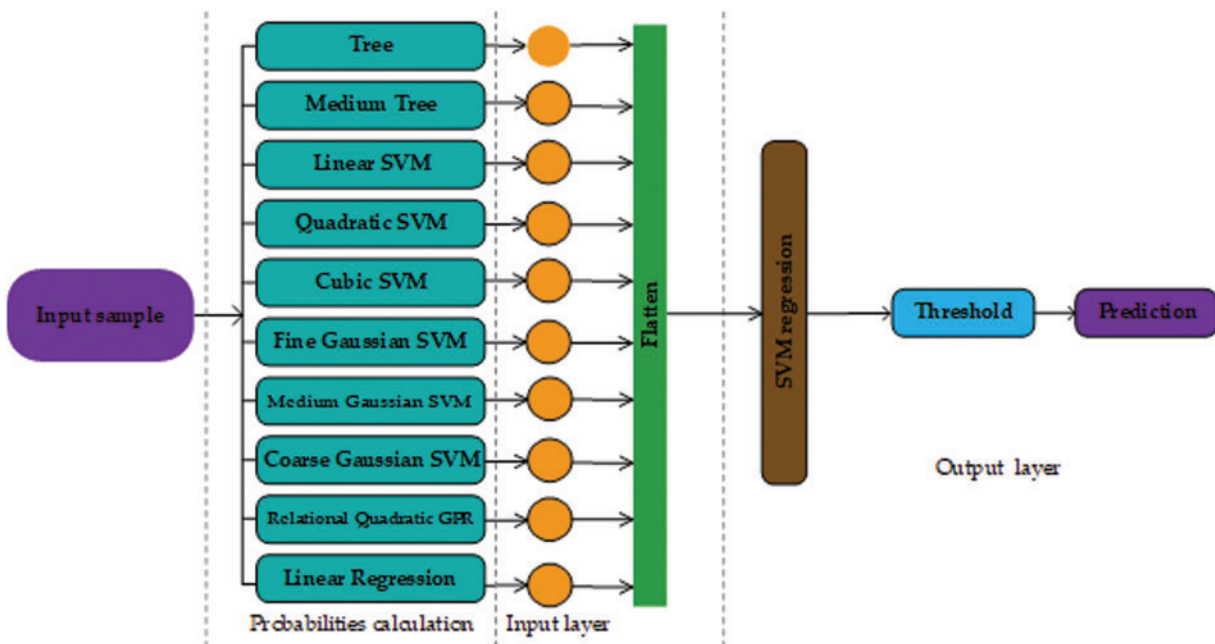 Input sample
Tree
Medium Tree
Linear SVM
Quadratic SVM
Cubic SVM
Fine Gaussian SVM
Medium Gaussian SVM
Coarse Gaussian SVM
Relational Quadratic GPR
Linear Regression
Probabilities calculation
Input layer
Flatten
SVM regression
Threshold
Prediction
Output layer